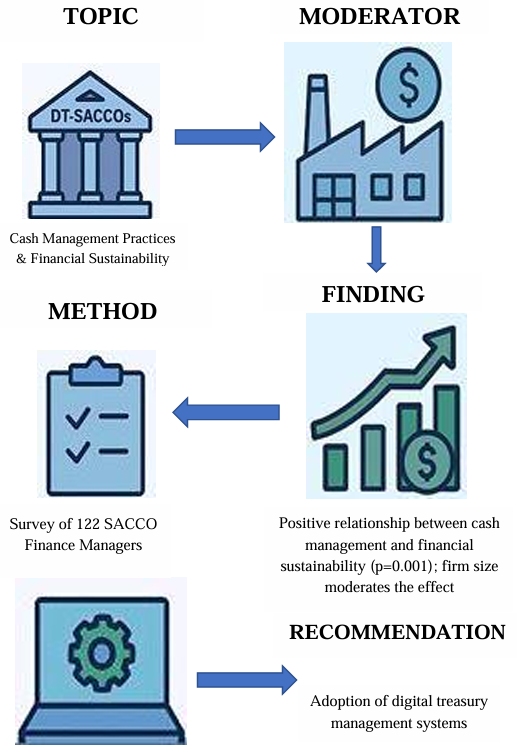 TOPIC
MODERATOR
DT-SACCOs
$
Cash Management Practices
& Financial Sustainability
METHOD
FINDING
$
Survey of 122 SACCO
Finance Managers
Positive relationship between cash
management and financial
sustainability (p=0.001); firm size
moderates the effect
RECOMMENDATION
Adoption of digital treasury
management systems